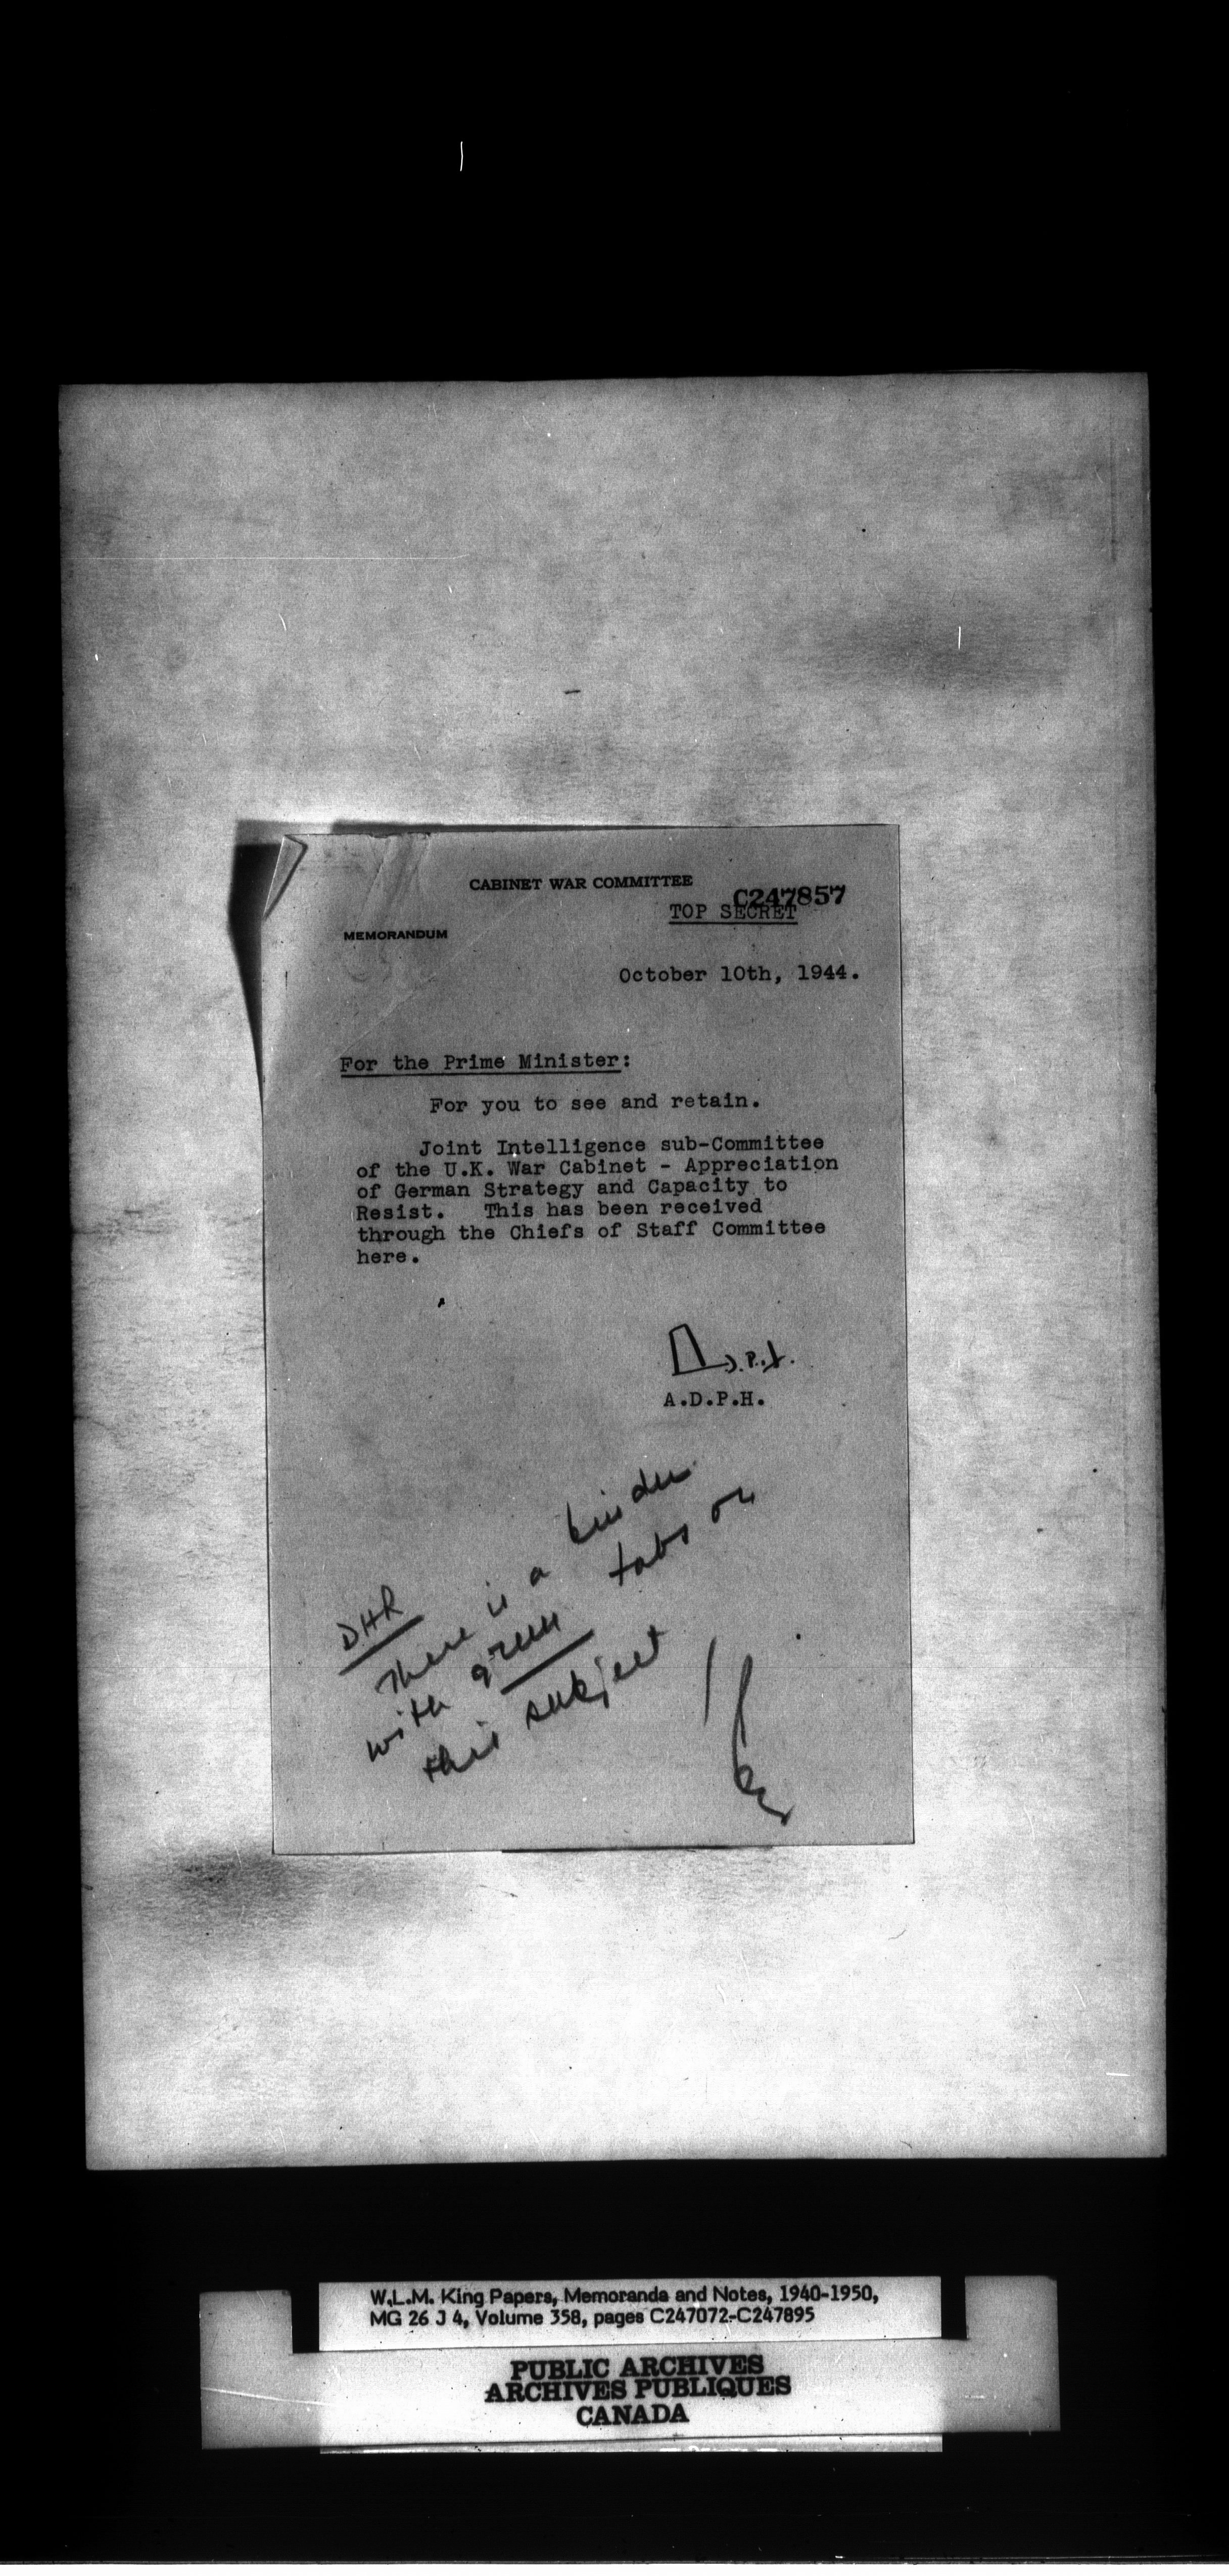 CABINET WAR COMMITTEE
C247857
TOP SECRET
MEMORANDUM
October 10th, 1944.
For the Prime Minister:
For you to see and retain.
Joint Intelligence sub-Committee
of the U.K. War Cabinet - Appreciation
of German Strategy and Capacity to
Resist. This has been received
through the Chiefs of Staff Committee
here.
A.D.P.H.
DHR
There is a binder
with green tabs on
this subject
W.L.M. King Papers, Memoranda and Notes, 1940-1950,
MG 26 J 4, Volume 358, pages C247072-C247895
PUBLIC ARCHIVES
ARCHIVES PUBLIQUES
CANADA